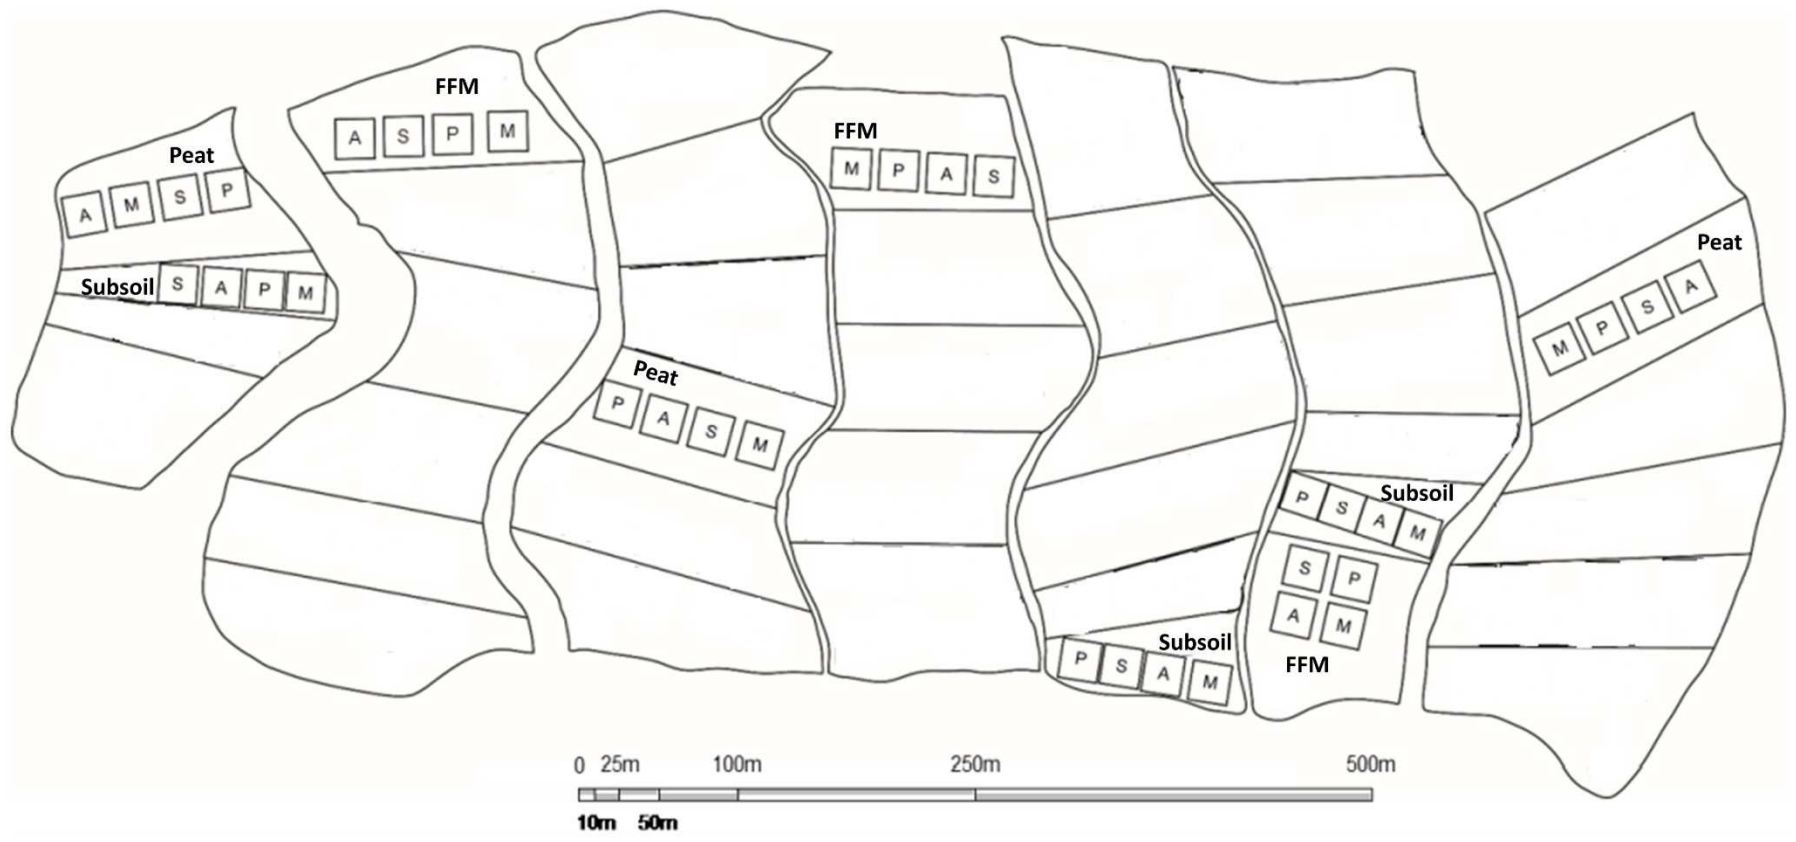 FFM
A S P M
Peat
A M S P
Subsoil S A P M
FFM
M P A S
Peat
P A S M
Peat
M P S A
Subsoil
P S A M
S P
A M
FFM
Subsoil
P S A M
0 25m 100m 250m 500m
10m 50m